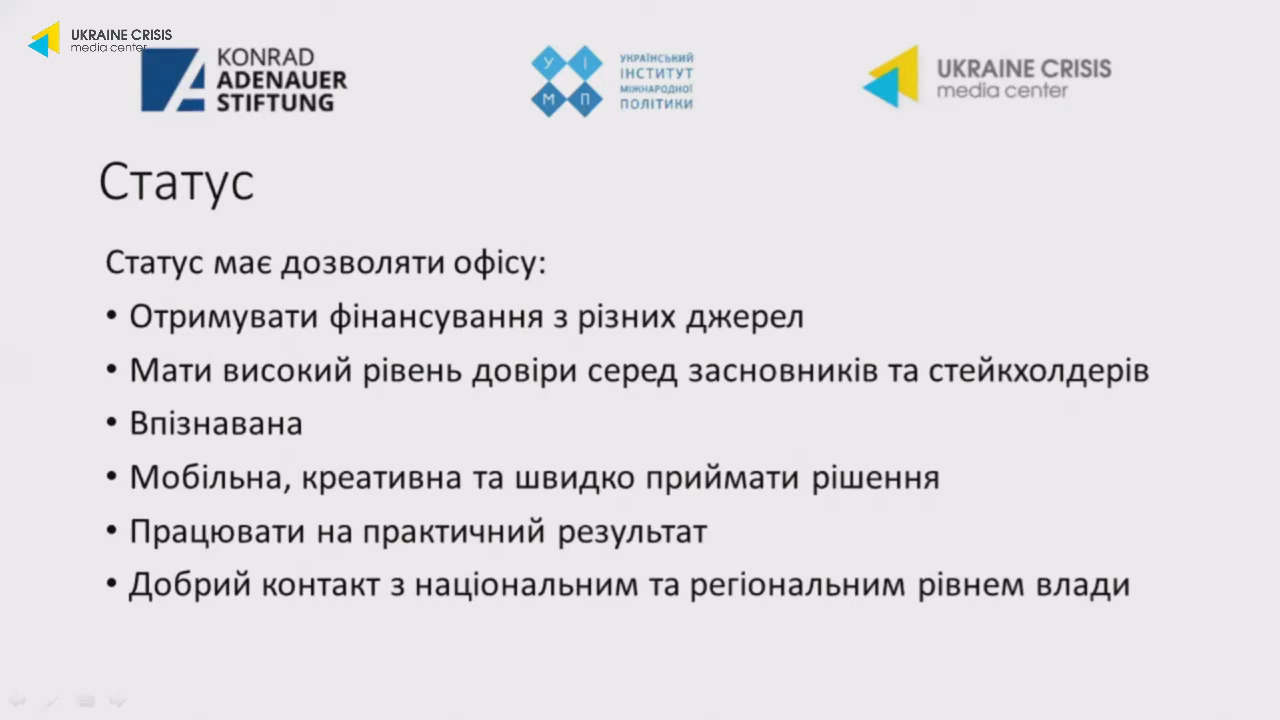 UKRAINE CRISIS
media center
KONRAD
ADENAUER
STIFTUNG
У І
М П
УКРАЇНСЬКИЙ
ІНСТИТУТ
МІЖНАРОДНОЇ
ПОЛІТИКИ
UKRAINE CRISIS
media center
Статус
Статус має дозволяти офісу:
• Отримувати фінансування з різних джерел
• Мати високий рівень довіри серед засновників та стейкхолдерів
• Впізнавана
• Мобільна, креативна та швидко приймати рішення
• Працювати на практичний результат
• Добрий контакт з національним та регіональним рівнем влади